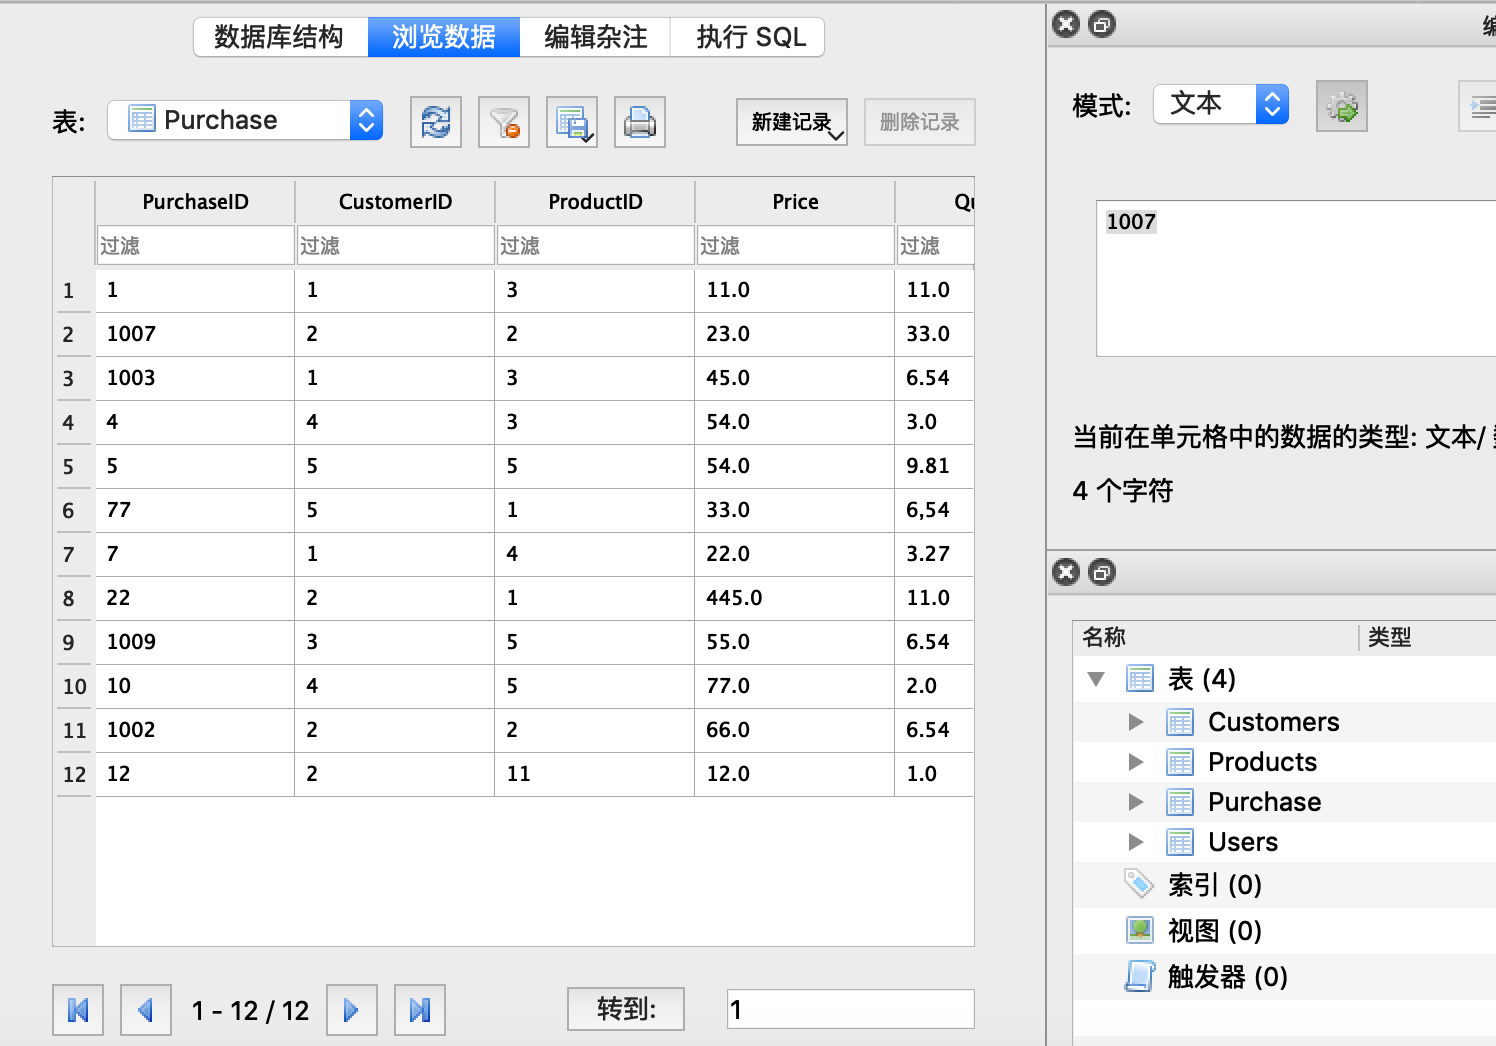 数据库结构 浏览数据 编辑杂注 执行 SQL
表: Purchase 新建记录 删除记录
PurchaseID CustomerID ProductID Price
过滤 过滤 过滤 过滤 过滤
1 1 1 3 11.0 11.0
2 1007 2 2 23.0 33.0
3 1003 1 3 45.0 6.54
4 4 4 3 54.0 3.0
5 5 5 5 54.0 9.81
6 77 5 1 33.0 6,54
7 7 1 4 22.0 3.27
8 22 2 1 445.0 11.0
9 1009 3 5 55.0 6.54
10 10 4 5 77.0 2.0
11 1002 2 2 66.0 6.54
12 12 2 11 12.0 1.0
1 - 12 / 12 转到: 1
模式: 文本
1007
当前在单元格中的数据的类型: 文本/
4 个字符
名称 类型
表 (4)
Customers
Products
Purchase
Users
索引 (0)
视图 (0)
触发器 (0)